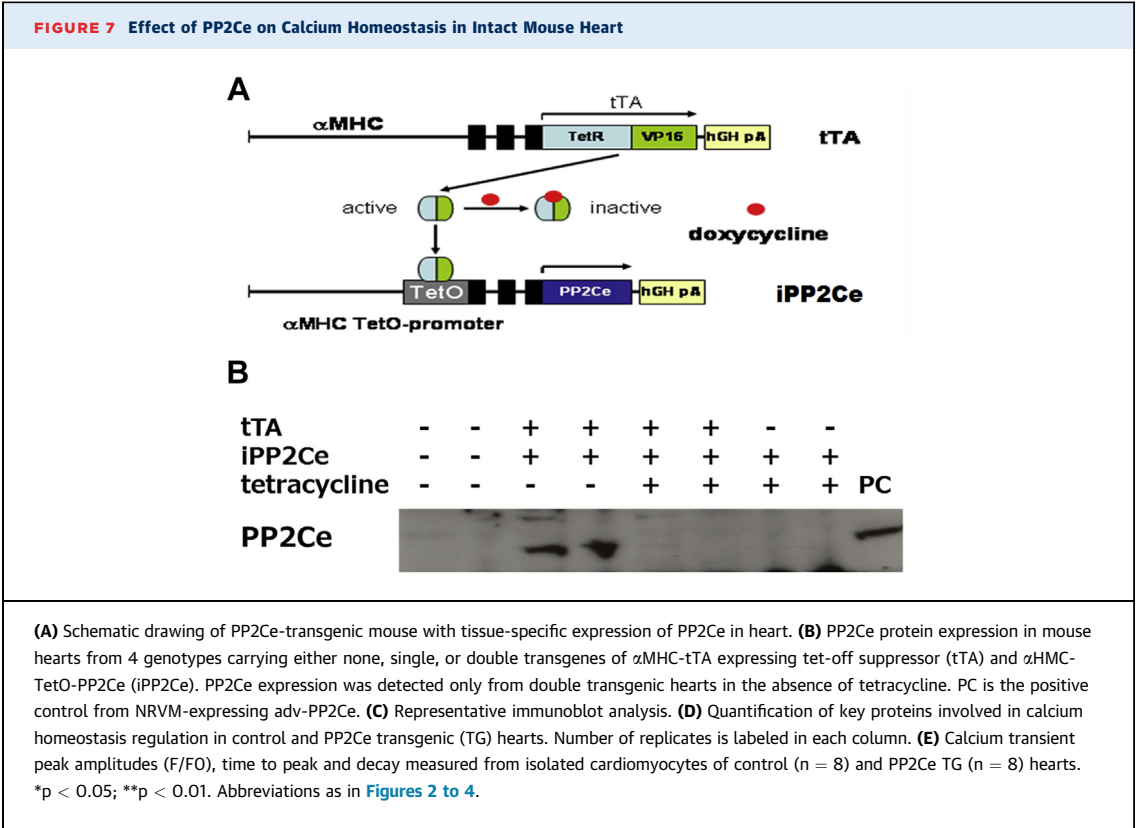 FIGURE 7 Effect of PP2Ce on Calcium Homeostasis in Intact Mouse Heart
A
tTA
αMHC
TetR VP16 hGH pA tTA
active inactive
doxycycline
TetO PP2Ce hGH pA iPP2Ce
αMHC TetO-promoter
B
tTA - - + + + + - -
iPP2Ce - - + + + + + +
tetracycline - - - - + + + + PC
PP2Ce
(A) Schematic drawing of PP2Ce-transgenic mouse with tissue-specific expression of PP2Ce in heart. (B) PP2Ce protein expression in mouse
hearts from 4 genotypes carrying either none, single, or double transgenes of αMHC-tTA expressing tet-off suppressor (tTA) and αHMC-
TetO-PP2Ce (iPP2Ce). PP2Ce expression was detected only from double transgenic hearts in the absence of tetracycline. PC is the positive
control from NRVM-expressing adv-PP2Ce. (C) Representative immunoblot analysis. (D) Quantification of key proteins involved in calcium
homeostasis regulation in control and PP2Ce transgenic (TG) hearts. Number of replicates is labeled in each column. (E) Calcium transient
peak amplitudes (F/F0), time to peak and decay measured from isolated cardiomyocytes of control (n = 8) and PP2Ce TG (n = 8) hearts.
*p < 0.05; **p < 0.01. Abbreviations as in Figures 2 to 4.